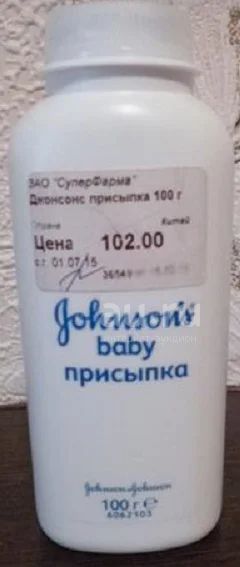 ЗАО "СуперФарма"
Джонсонс присыпка 100 г
Страна Китай
Цена 102.00
с.г. 01.07.15
Johnson's
baby
присыпка
Johnson & Johnson
100 г e
6062103